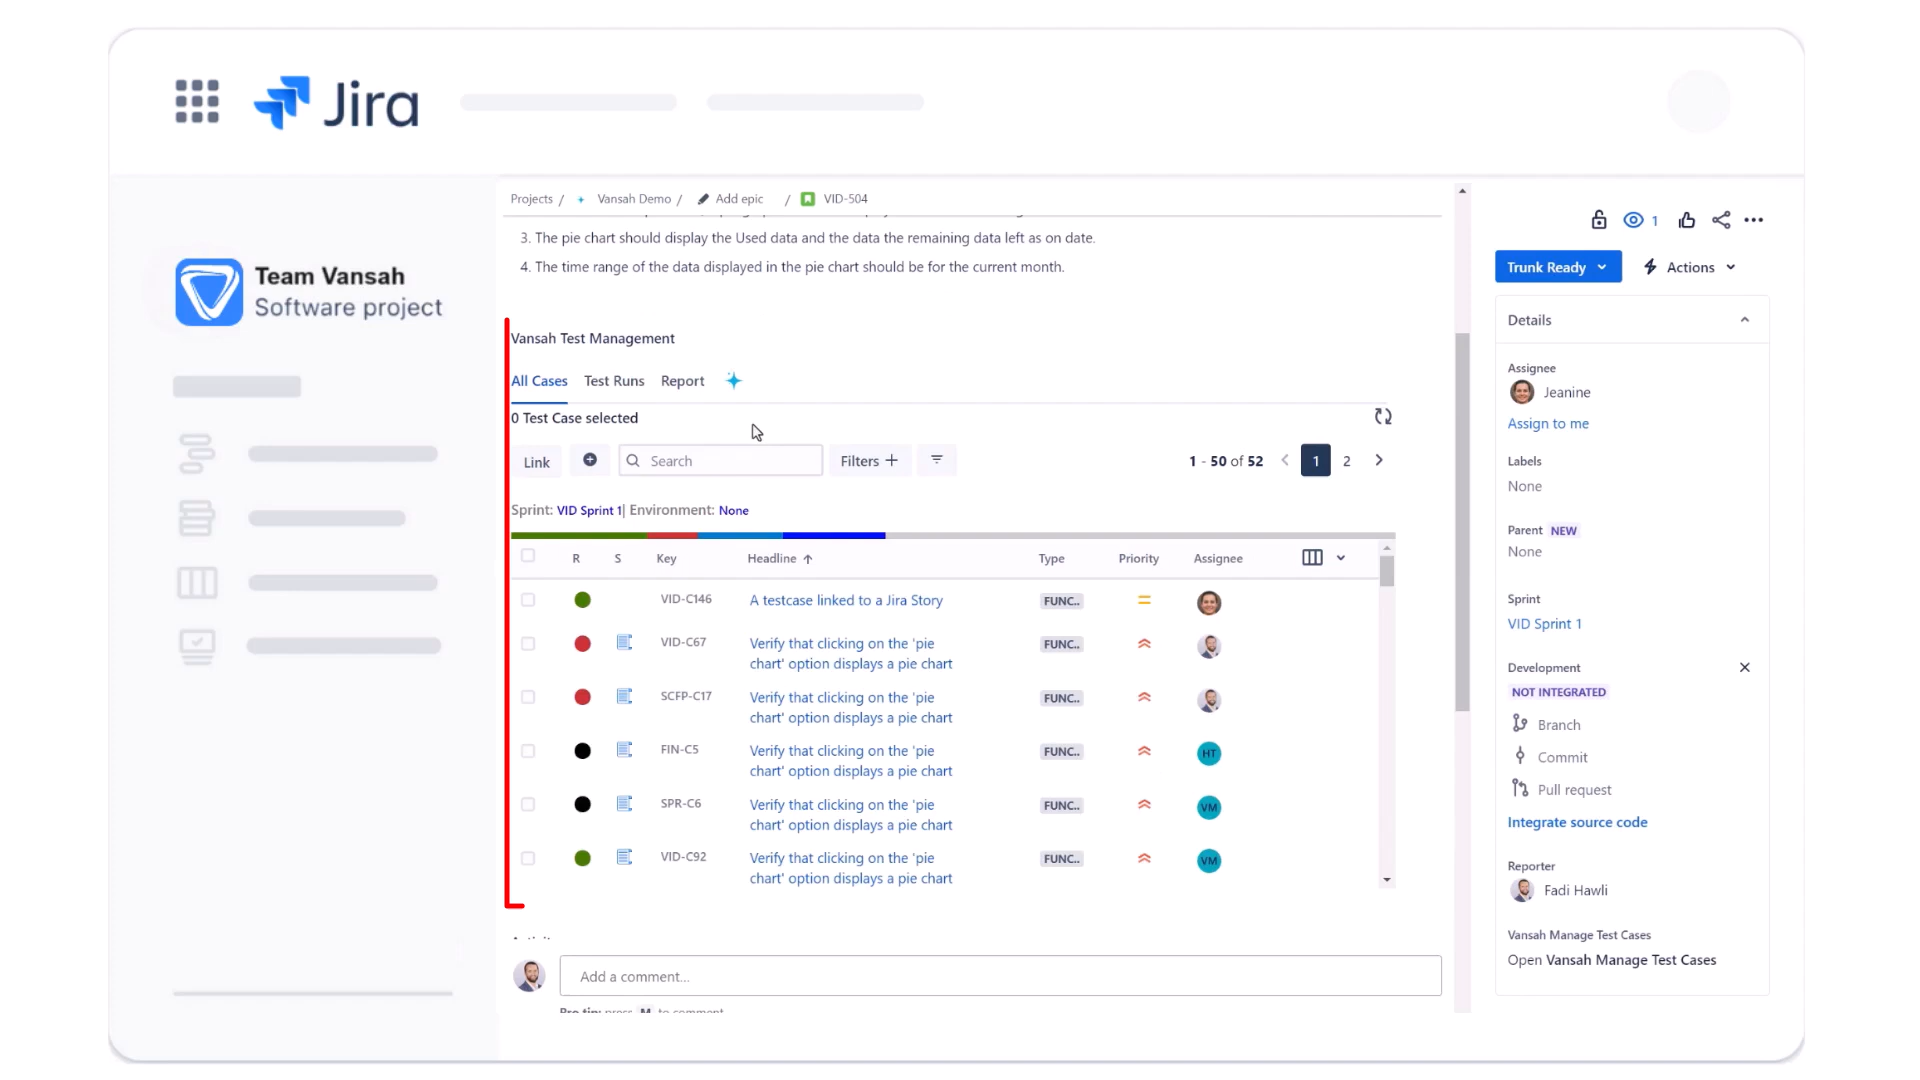 Jira
Projects / Vansah Demo / Add epic / VID-504
3. The pie chart should display the Used data and the data the remaining data left as on date.
4. The time range of the data displayed in the pie chart should be for the current month.
Team Vansah
Software project
Vansah Test Management
All Cases Test Runs Report
0 Test Case selected
Link Search Filters 1 - 50 of 52 1 2
Sprint: VID Sprint 1| Environment: None
R S Key Headline Type Priority Assignee
VID-C146 A testcase linked to a Jira Story FUNC..
VID-C67 Verify that clicking on the 'pie
chart' option displays a pie chart FUNC..
SCFP-C17 Verify that clicking on the 'pie
chart' option displays a pie chart FUNC..
FIN-C5 Verify that clicking on the 'pie
chart' option displays a pie chart FUNC.. HT
SPR-C6 Verify that clicking on the 'pie
chart' option displays a pie chart FUNC.. VM
VID-C92 Verify that clicking on the 'pie
chart' option displays a pie chart FUNC.. VM
Add a comment...
Pro tip: press M to comment
1
Trunk Ready Actions
Details
Assignee
Jeanine
Assign to me
Labels
None
Parent NEW
None
Sprint
VID Sprint 1
Development
NOT INTEGRATED
Branch
Commit
Pull request
Integrate source code
Reporter
Fadi Hawli
Vansah Manage Test Cases
Open Vansah Manage Test Cases